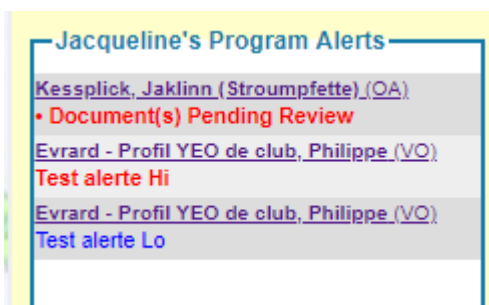 Jacqueline's Program Alerts
Kessplick, Jaklinn (Stroumpfette) (OA)
• Document(s) Pending Review
Evrard - Profil YEO de club, Philippe (VO)
Test alerte Hi
Evrard - Profil YEO de club, Philippe (VO)
Test alerte Lo